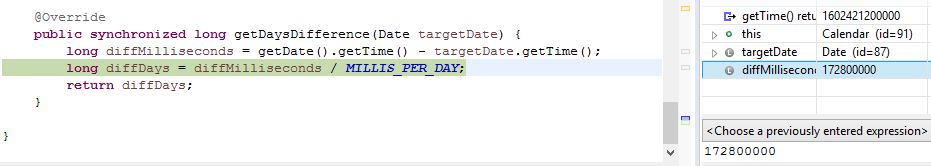 @Override
public synchronized long getDaysDifference(Date targetDate) {
long diffMilliseconds = getDate().getTime() - targetDate.getTime();
long diffDays = diffMilliseconds / MILLIS_PER_DAY;
return diffDays;
}
}
getTime() retu 1602421200000
this Calendar (id=91)
targetDate Date (id=87)
diffMillisecon 172800000
<Choose a previously entered expression>
172800000